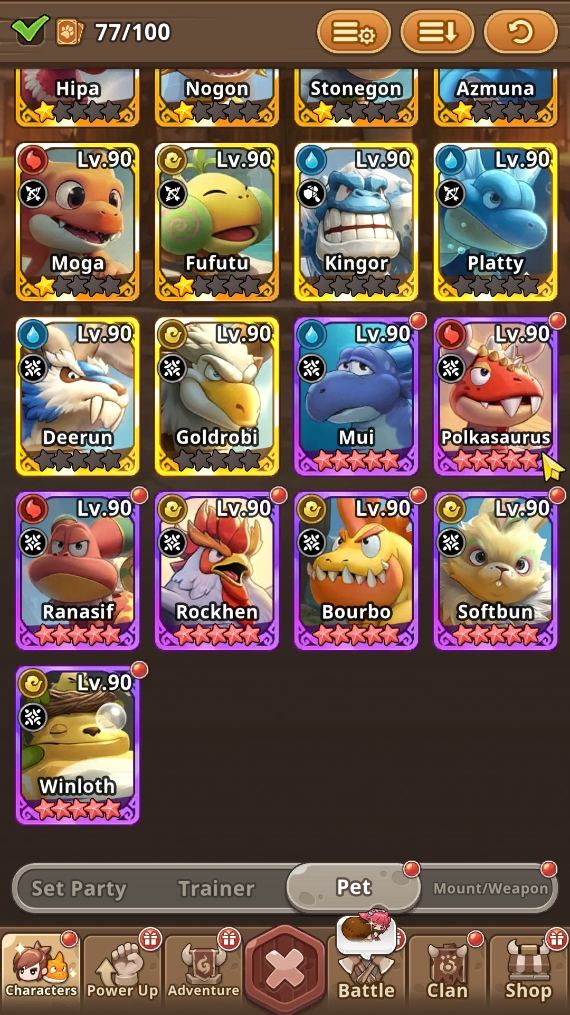 77/100
Hipa Nogon Stonegon Azmuna
Lv.90 Lv.90 Lv.90 Lv.90
Moga Fufutu Kingor Platty
Lv.90 Lv.90 Lv.90 Lv.90
Deerun Goldrobi Mui Polkasaurus
Lv.90 Lv.90 Lv.90 Lv.90
Ranasif Rockhen Bourbo Softbun
Lv.90
Winloth
Set Party Trainer Pet Mount/Weapon
Characters Power Up Adventure Battle Clan Shop